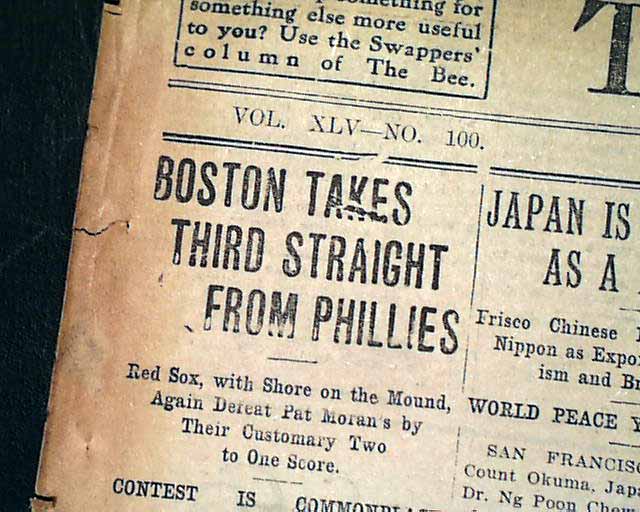 something for
something else more useful
to you? Use the Swappers'
column of The Bee.
T
VOL. XLV—NO. 100.
BOSTON TAKES
THIRD STRAIGHT
FROM PHILLIES
Red Sox, with Shore on the Mound,
Again Defeat Pat Moran's by
Their Customary Two
to One Score.
CONTEST IS COMMONPLA
JAPAN IS
AS A
Frisco Chinese
Nippon as Expo
ism and Br
WORLD PEACE Y
SAN FRANCISC
Count Okuma, Japa
Dr. Ng Poon Chew